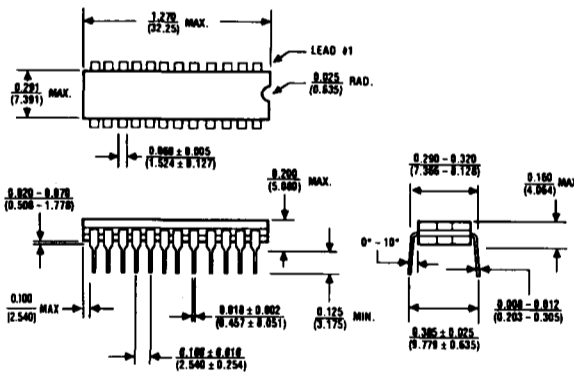 1.270
(32.25) MAX.
LEAD #1
0.025
(0.635) RAD.
0.291
(7.391) MAX.
0.060 ± 0.005
(1.524 ± 0.127)
0.290 – 0.320
(7.366 – 8.128)
0.200
(5.080) MAX.
0.160
(4.064) MAX
0.020 – 0.070
(0.508 – 1.778)
0° – 10°
0.100
(2.540) MAX
0.018 ± 0.002
(0.457 ± 0.051)
0.125
(3.175) MIN.
0.008 – 0.012
(0.203 – 0.305)
0.100 ± 0.010
(2.540 ± 0.254)
0.385 ± 0.025
(9.779 ± 0.635)